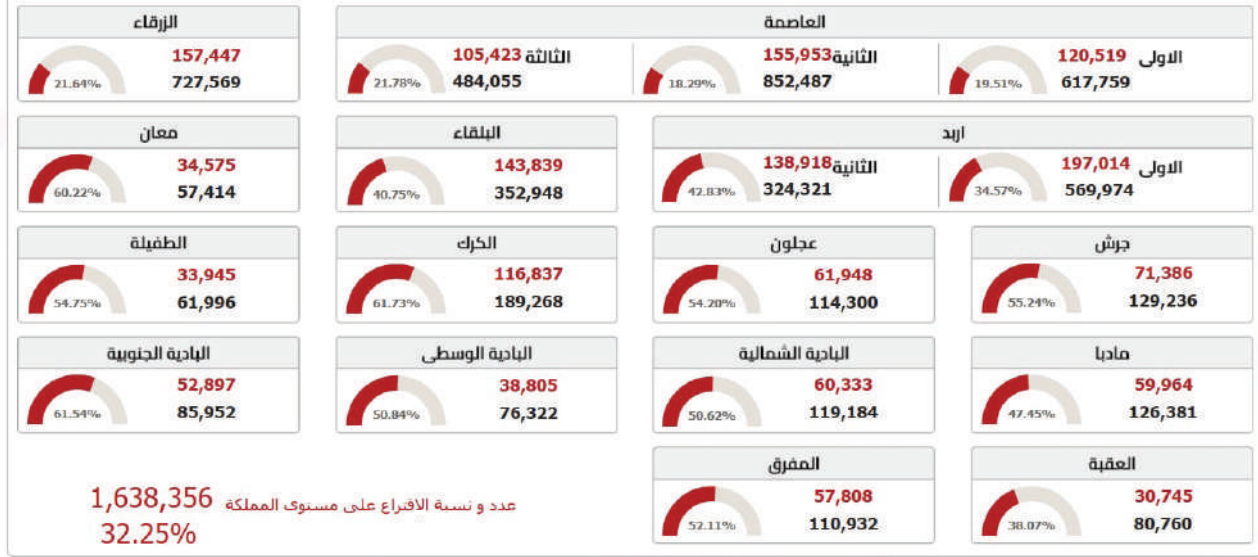 العاصمة
الاولى 120,519
617,759
19.51%
الثانية 155,953
852,487
18.29%
الثالثة 105,423
484,055
21.78%
الزرقاء
157,447
727,569
21.64%
اربد
الاولى 197,014
569,974
34.57%
الثانية 138,918
324,321
42.83%
البلقاء
143,839
352,948
40.75%
معان
34,575
57,414
60.22%
جرش
71,386
129,236
55.24%
عجلون
61,948
114,300
54.20%
الكرك
116,837
189,268
61.73%
الطفيلة
33,945
61,996
54.75%
مادبا
59,964
126,381
47.45%
البادية الشمالية
60,333
119,184
50.62%
البادية الوسطى
38,805
76,322
50.84%
البادية الجنوبية
52,897
85,952
61.54%
العقبة
30,745
80,760
38.07%
المفرق
57,808
110,932
52.11%
عدد و نسبة الاقتراع على مستوى المملكة 1,638,356
32.25%